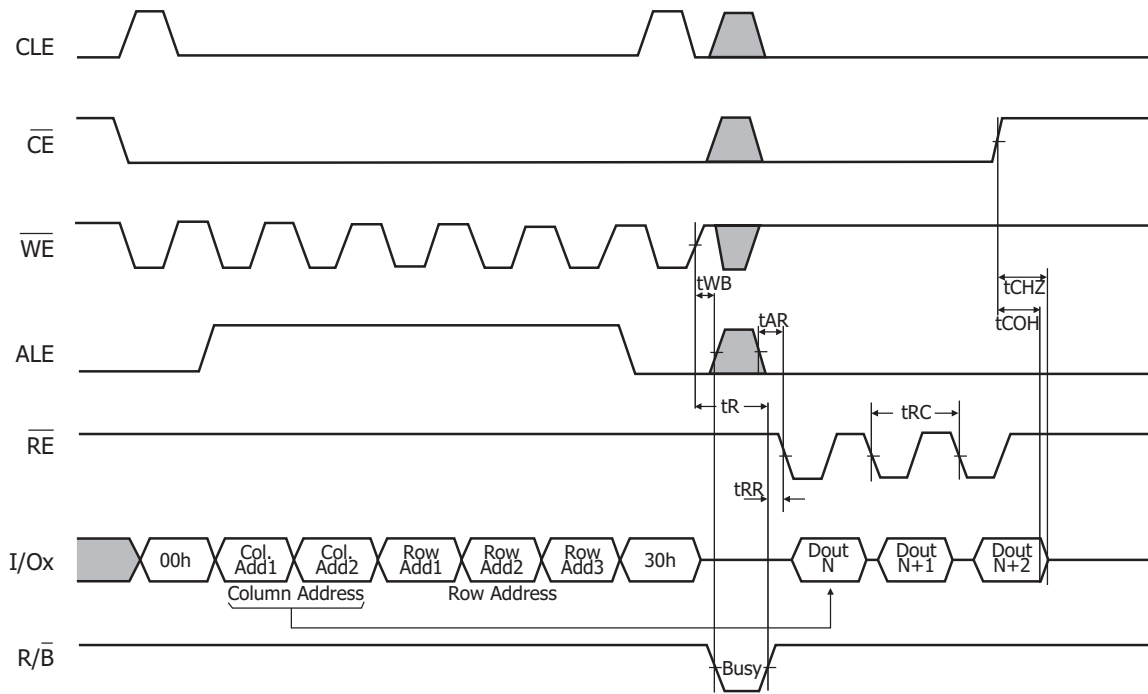 CLE
CE
WE
tWB
tCHZ
tCOH
tAR
ALE
tR
tRC
RE
tRR
I/Ox
00h
Col.
Add1
Col.
Add2
Row
Add1
Row
Add2
Row
Add3
30h
Dout
N
Dout
N+1
Dout
N+2
Column Address
Row Address
R/B
Busy